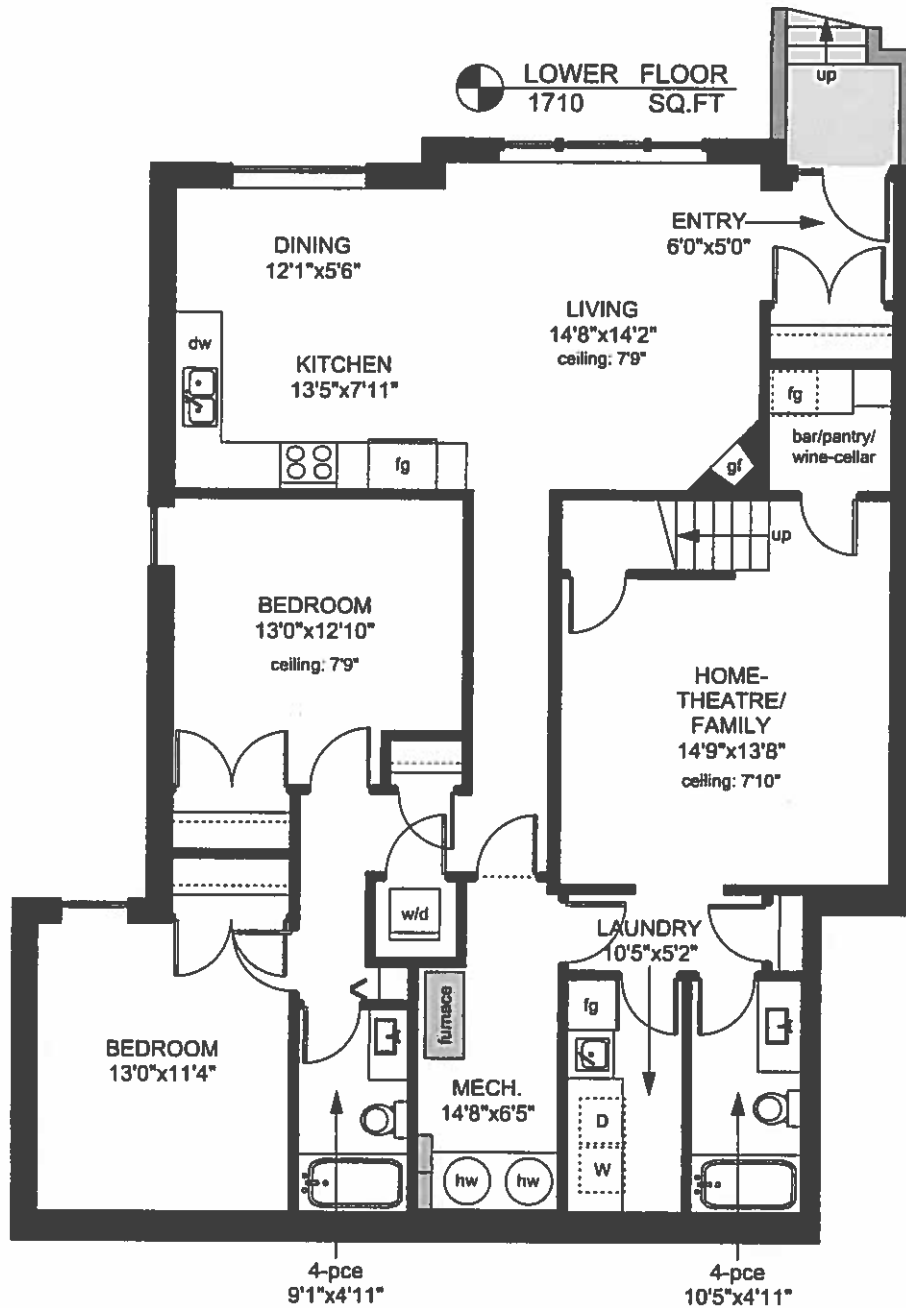 LOWER FLOOR
1710 SQ.FT
up
ENTRY
6'0"x5'0"
DINING
12'1"x5'6"
LIVING
14'8"x14'2"
ceiling: 7'9"
dw
KITCHEN
13'5"x7'11"
fg
fg
gf
bar/pantry/
wine-cellar
up
BEDROOM
13'0"x12'10"
ceiling: 7'9"
HOME-
THEATRE/
FAMILY
14'9"x13'8"
ceiling: 7'10"
w/d
LAUNDRY
10'5"x5'2"
furnace
fg
BEDROOM
13'0"x11'4"
MECH.
14'8"x6'5"
D
W
hw
hw
4-pce
9'1"x4'11"
4-pce
10'5"x4'11"